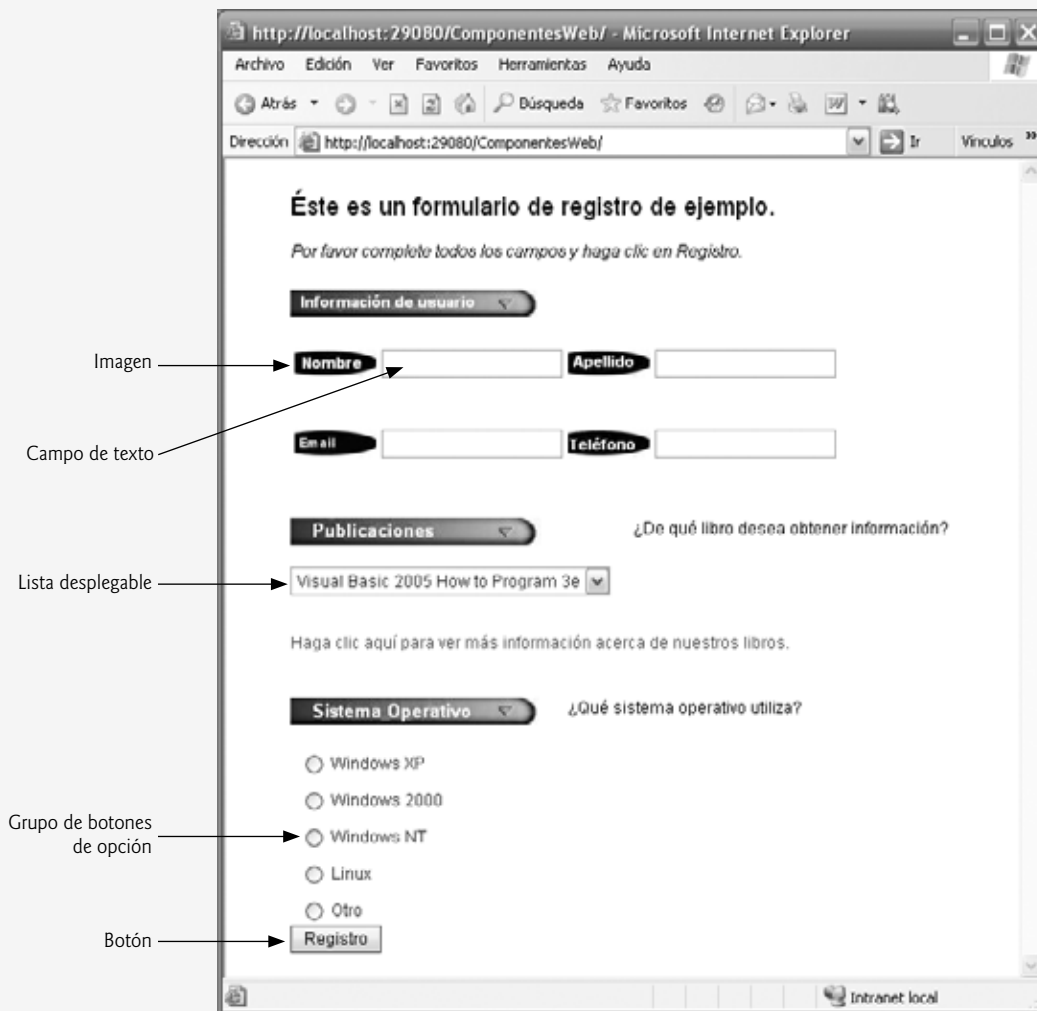 http://localhost:29080/ComponentesWeb/ - Microsoft Internet Explorer
Archivo Edición Ver Favoritos Herramientas Ayuda
Atrás Búsqueda Favoritos
Dirección http://localhost:29080/ComponentesWeb/ Ir Vínculos »
Éste es un formulario de registro de ejemplo.
Por favor complete todos los campos y haga clic en Registro.
Información de usuario
Imagen
Nombre Apellido
Campo de texto
Email Teléfono
Publicaciones ¿De qué libro desea obtener información?
Lista desplegable
Visual Basic 2005 How to Program 3e
Haga clic aquí para ver más información acerca de nuestros libros.
Sistema Operativo ¿Qué sistema operativo utiliza?
Windows XP
Windows 2000
Grupo de botones
de opción
Windows NT
Linux
Otro
Botón
Registro
Intranet local